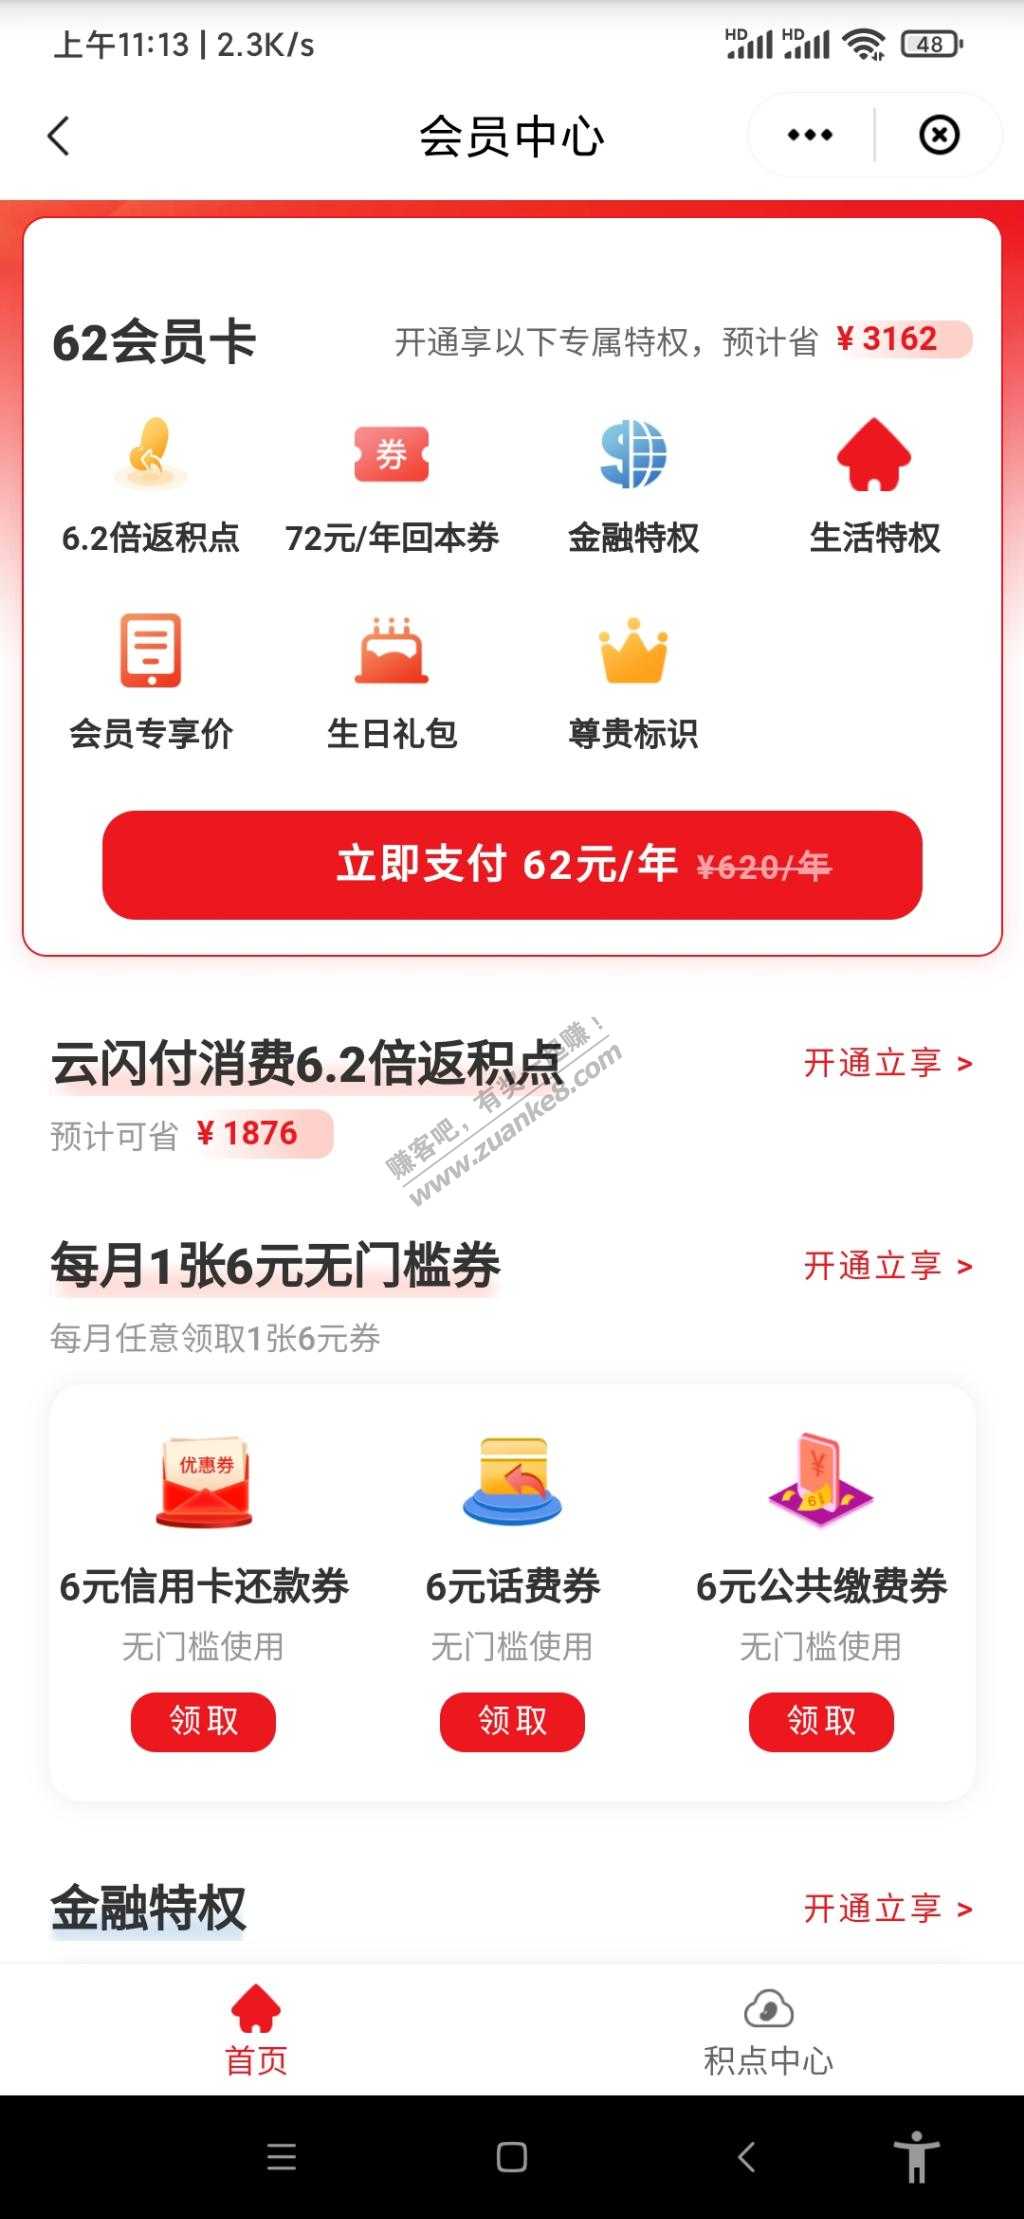 上午11:13 | 2.3K/s
HD HD 48
会员中心
62会员卡 开通享以下专属特权，预计省 ¥ 3162
券
6.2倍返积点 72元/年回本券 金融特权 生活特权
会员专享价 生日礼包 尊贵标识
立即支付 62元/年 ¥620/年
云闪付消费6.2倍返积点 开通立享 >
预计可省 ¥ 1876
赚客吧，有奖一起赚！
www.zuanke8.com
每月1张6元无门槛券 开通立享 >
每月任意领取1张6元券
优惠券 ¥ 6
6元信用卡还款券 6元话费券 6元公共缴费券
无门槛使用 无门槛使用 无门槛使用
领取 领取 领取
金融特权 开通立享 >
首页 积点中心